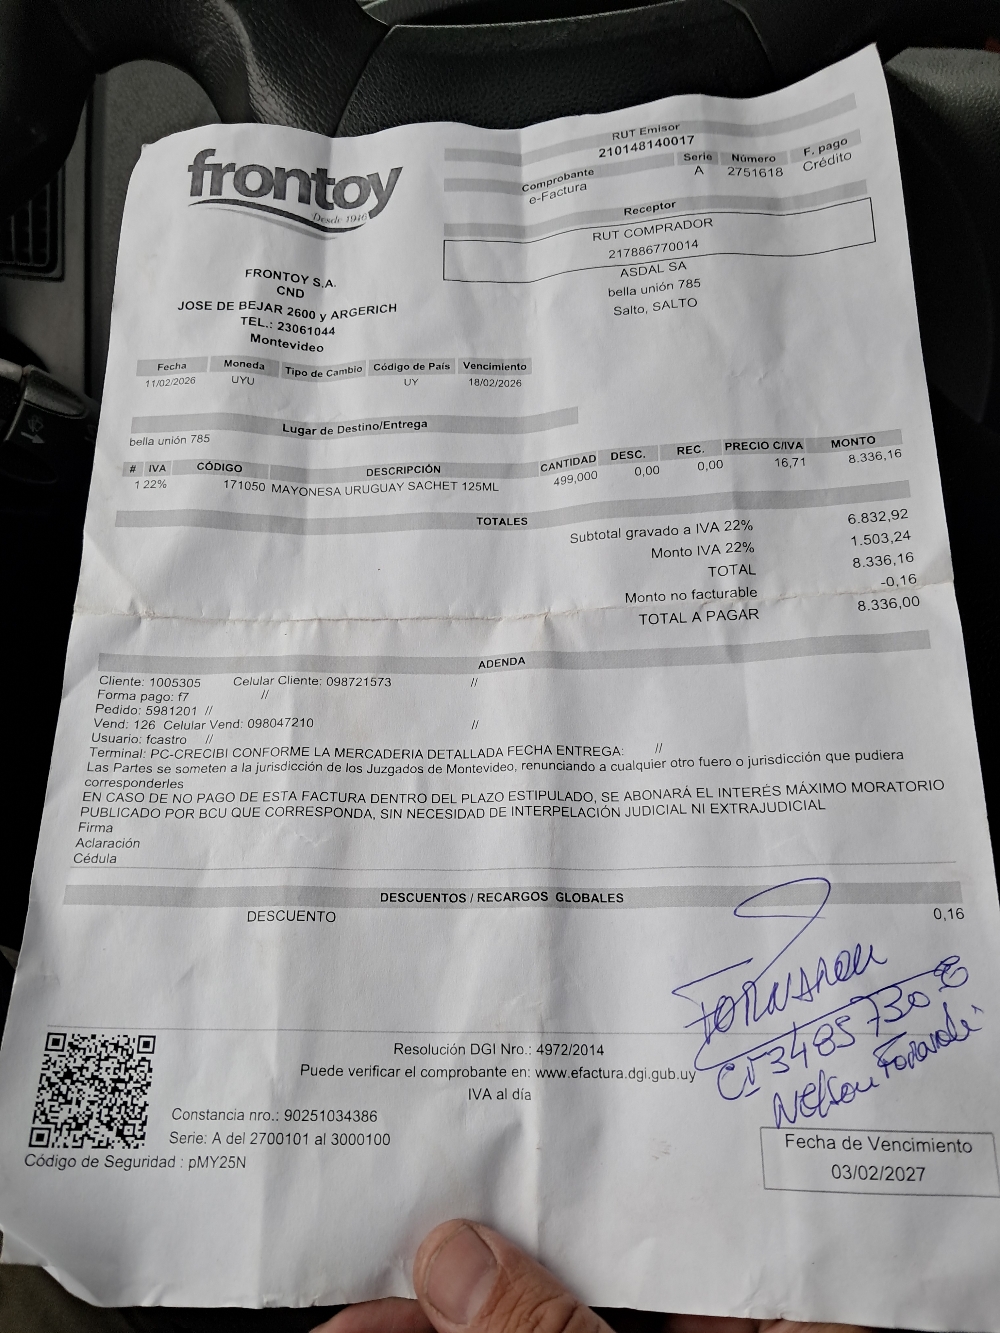 frontoy
Desde 1946
FRONTOY S.A.
CND
JOSE DE BEJAR 2600 y ARGERICH
TEL.: 23061044
Montevideo
RUT Emisor
210148140017
Comprobante Serie Número F. pago
e-Factura A 2751618 Crédito
Receptor
RUT COMPRADOR
217886770014
ASDAL SA
bella unión 785
Salto, SALTO
Fecha Moneda Tipo de Cambio Código de País Vencimiento
11/02/2026 UYU UY 18/02/2026
Lugar de Destino/Entrega
bella unión 785
# IVA CÓDIGO DESCRIPCIÓN CANTIDAD DESC. REC. PRECIO C/IVA MONTO
1 22% 171050 MAYONESA URUGUAY SACHET 125ML 499,000 0,00 0,00 16,71 8.336,16
TOTALES
Subtotal gravado a IVA 22% 6.832,92
Monto IVA 22% 1.503,24
TOTAL 8.336,16
Monto no facturable -0,16
TOTAL A PAGAR 8.336,00
ADENDA
Cliente: 1005305 Celular Cliente: 098721573 //
Forma pago: f7 //
Pedido: 5981201 //
Vend: 126 Celular Vend: 098047210 //
Usuario: fcastro //
Terminal: PC-CRECIBI CONFORME LA MERCADERIA DETALLADA FECHA ENTREGA: //
Las Partes se someten a la jurisdicción de los Juzgados de Montevideo, renunciando a cualquier otro fuero o jurisdicción que pudiera
corresponderles
EN CASO DE NO PAGO DE ESTA FACTURA DENTRO DEL PLAZO ESTIPULADO, SE ABONARÁ EL INTERÉS MÁXIMO MORATORIO
PUBLICADO POR BCU QUE CORRESPONDA, SIN NECESIDAD DE INTERPELACIÓN JUDICIAL NI EXTRAJUDICIAL
Firma
Aclaración
Cédula
DESCUENTOS / RECARGOS GLOBALES
DESCUENTO 0,16
CI 3485730 8
Nelson
Resolución DGI Nro.: 4972/2014
Puede verificar el comprobante en: www.efactura.dgi.gub.uy
IVA al día
Constancia nro.: 90251034386
Serie: A del 2700101 al 3000100
Código de Seguridad : pMY25N
Fecha de Vencimiento
03/02/2027